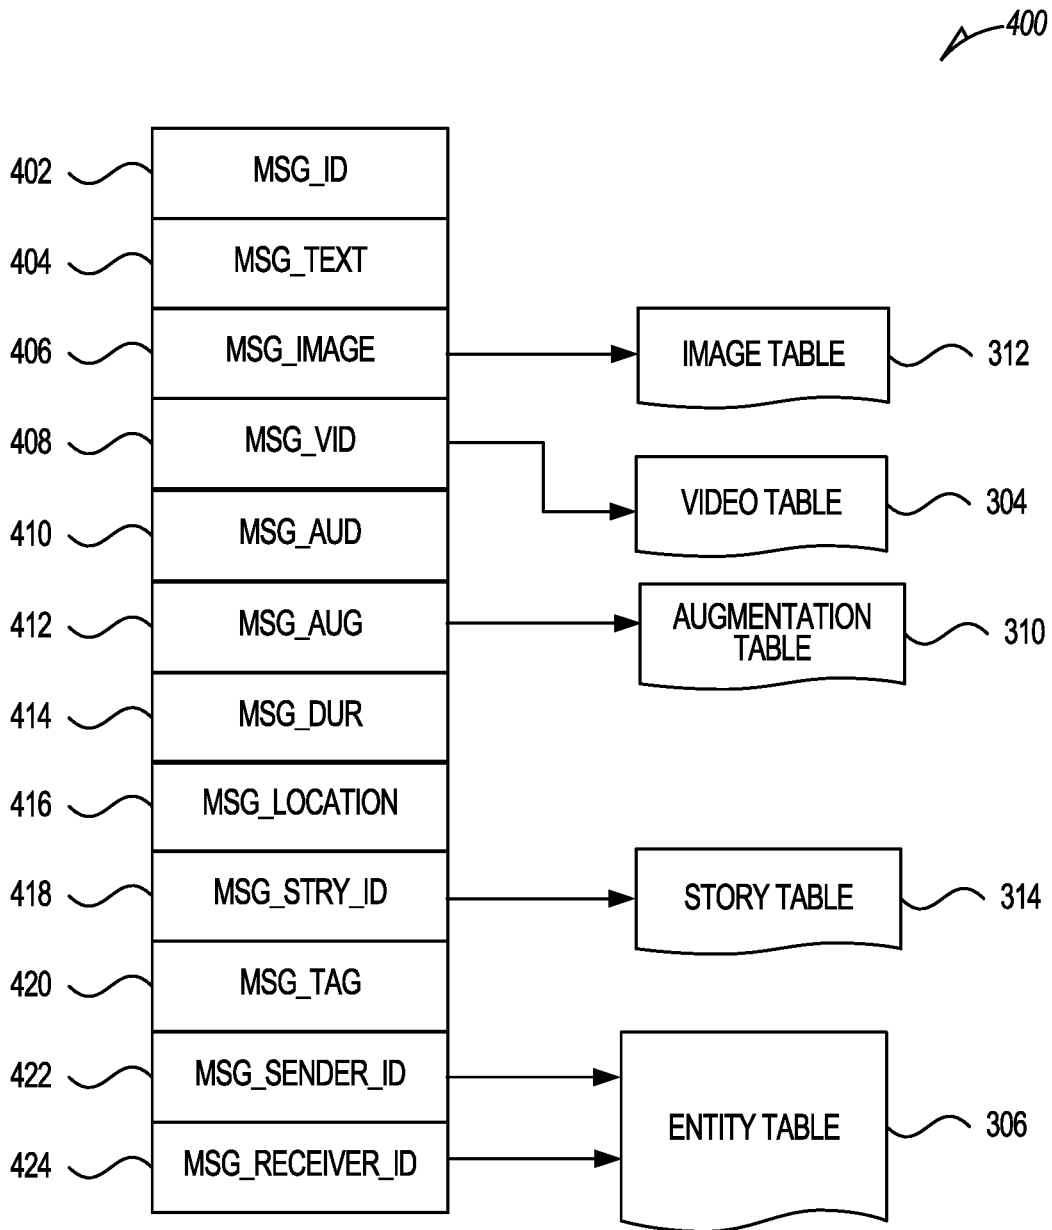 400
402 MSG_ID
404 MSG_TEXT
406 MSG_IMAGE IMAGE TABLE 312
408 MSG_VID VIDEO TABLE 304
410 MSG_AUD
412 MSG_AUG AUGMENTATION
TABLE 310
414 MSG_DUR
416 MSG_LOCATION
418 MSG_STRY_ID STORY TABLE 314
420 MSG_TAG
422 MSG_SENDER_ID
ENTITY TABLE 306
424 MSG_RECEIVER_ID